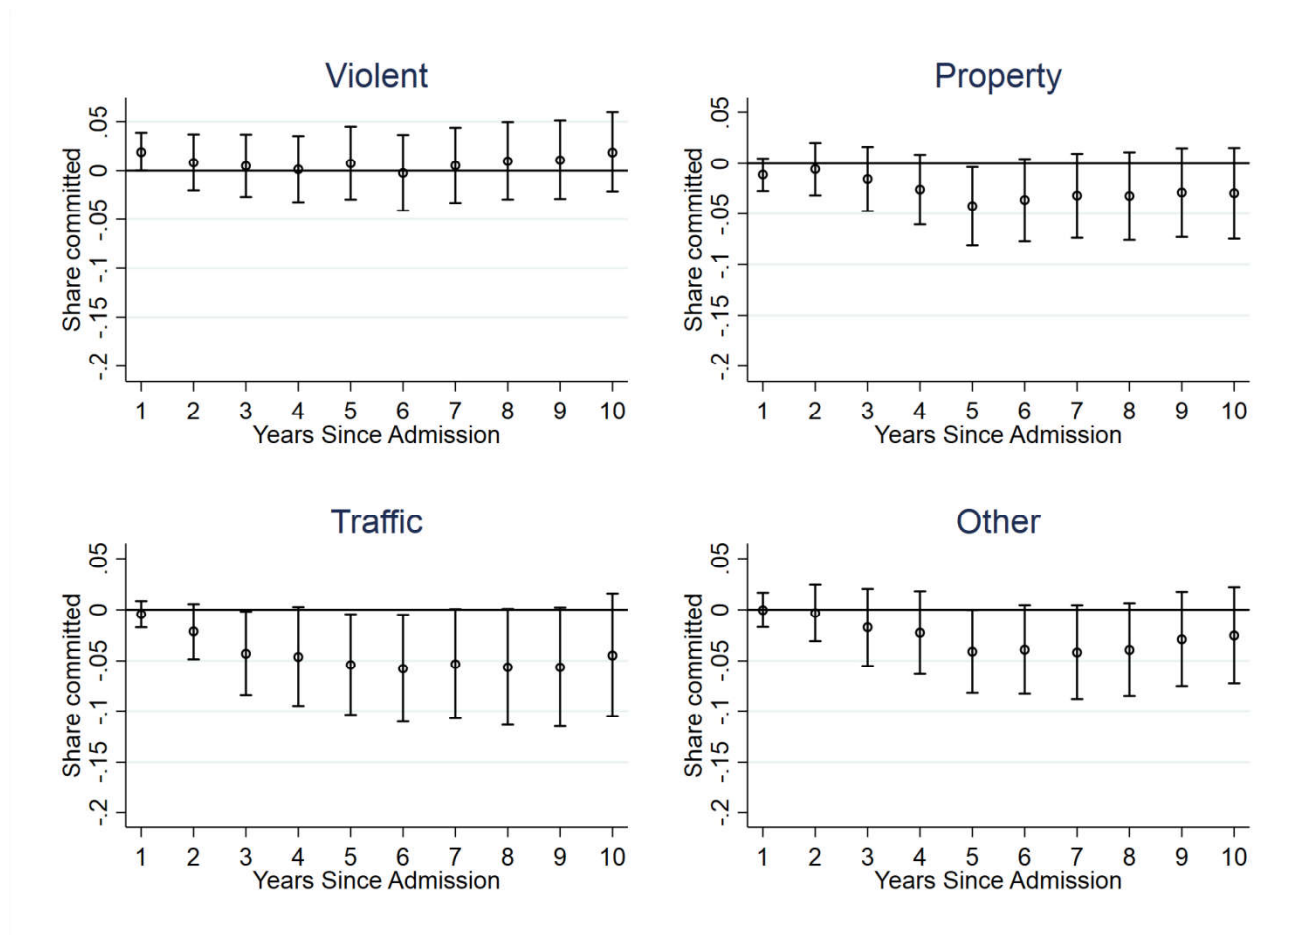 Violent
Share committed
.05
0
-.05
-.1
-.15
-.2
1 2 3 4 5 6 7 8 9 10
Years Since Admission
Property
Share committed
.05
0
-.05
-.1
-.15
-.2
1 2 3 4 5 6 7 8 9 10
Years Since Admission
Traffic
Share committed
.05
0
-.05
-.1
-.15
-.2
1 2 3 4 5 6 7 8 9 10
Years Since Admission
Other
Share committed
.05
0
-.05
-.1
-.15
-.2
1 2 3 4 5 6 7 8 9 10
Years Since Admission